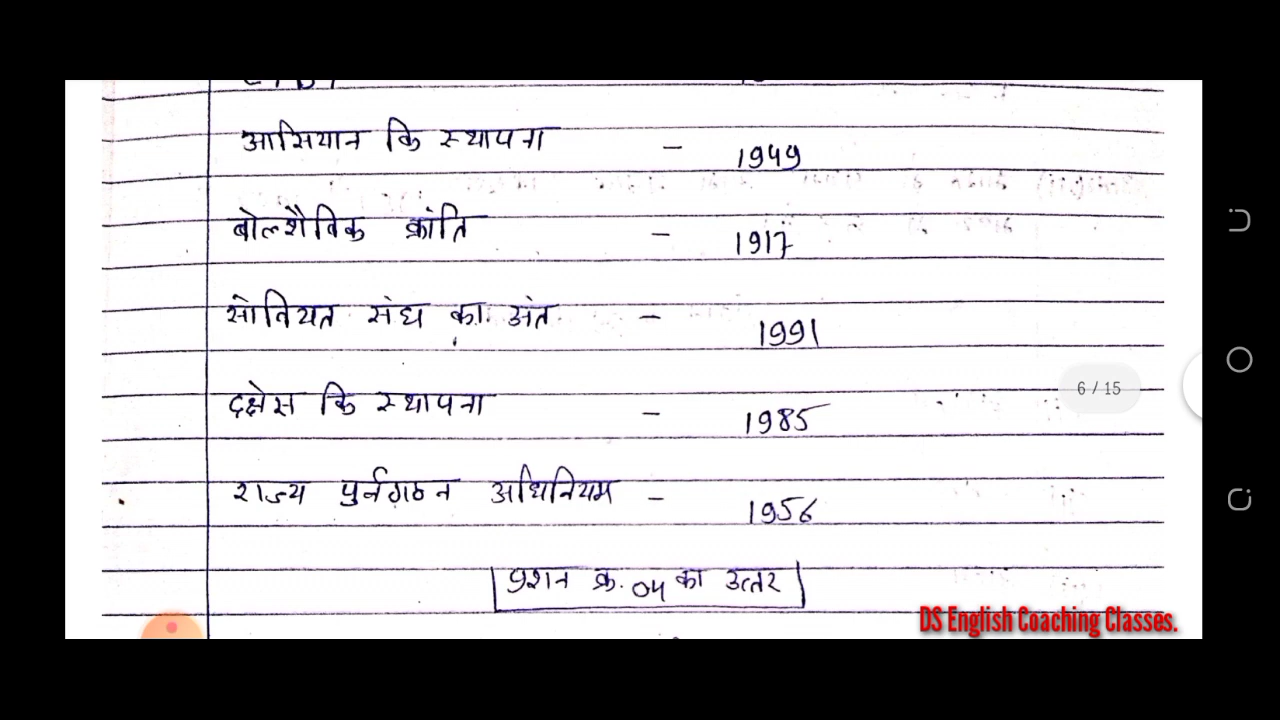 आसियान कि स्थापना - 1949
बोल्शैविक क्रांति - 1917
सोवियत संघ का अंत - 1991
6 / 15
दक्षेस कि स्थापना - 1985
राज्य पुर्नगठन अधिनियम - 1956
प्रशन क्र. 04 का उत्तर
DS English Coaching Classes.